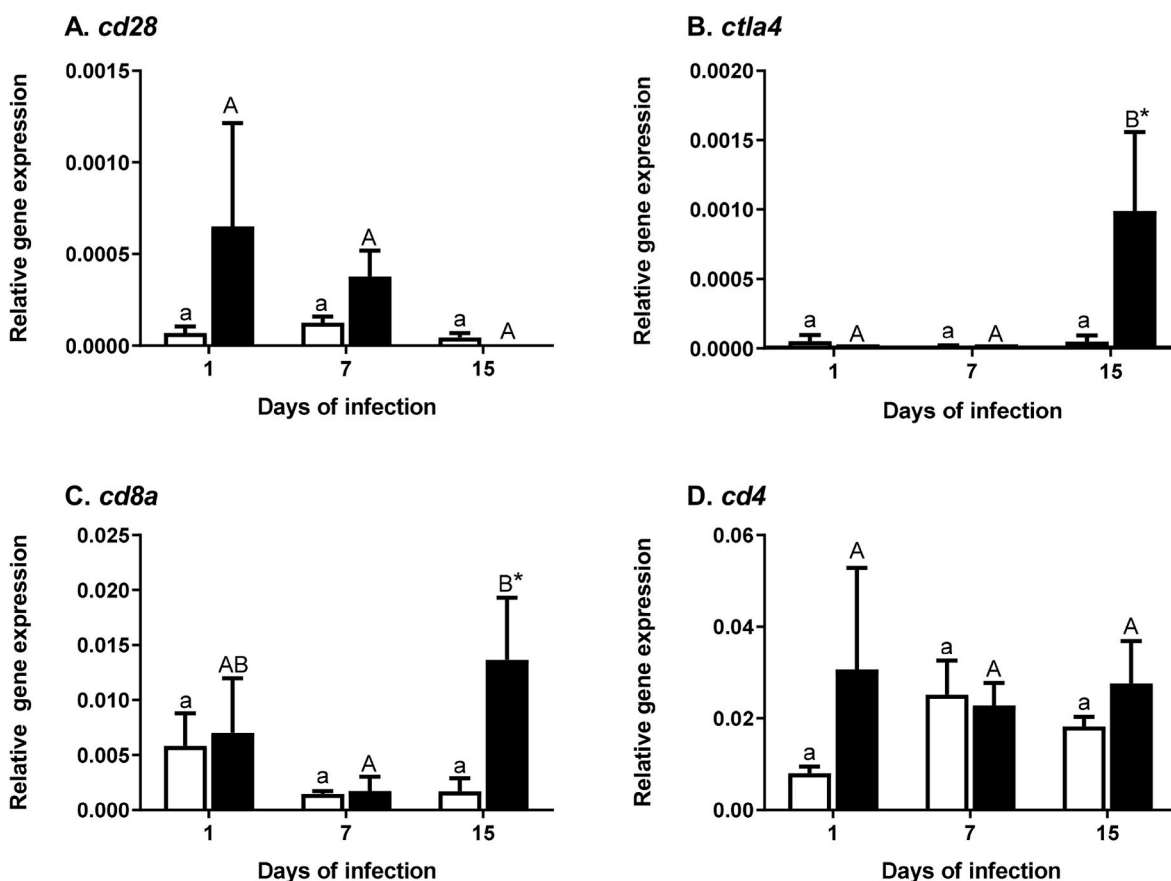 A. cd28
Relative gene expression
0.0015
0.0010
0.0005
0.0000
A
A
a
a
a
A
1 7 15
Days of infection
B. ctla4
Relative gene expression
0.0020
0.0015
0.0010
0.0005
0.0000
B*
a
A
a
A
a
1 7 15
Days of infection
C. cd8a
Relative gene expression
0.025
0.020
0.015
0.010
0.005
0.000
B*
AB
a
a
A
a
1 7 15
Days of infection
D. cd4
Relative gene expression
0.06
0.04
0.02
0.00
A
a
a
A
a
A
1 7 15
Days of infection